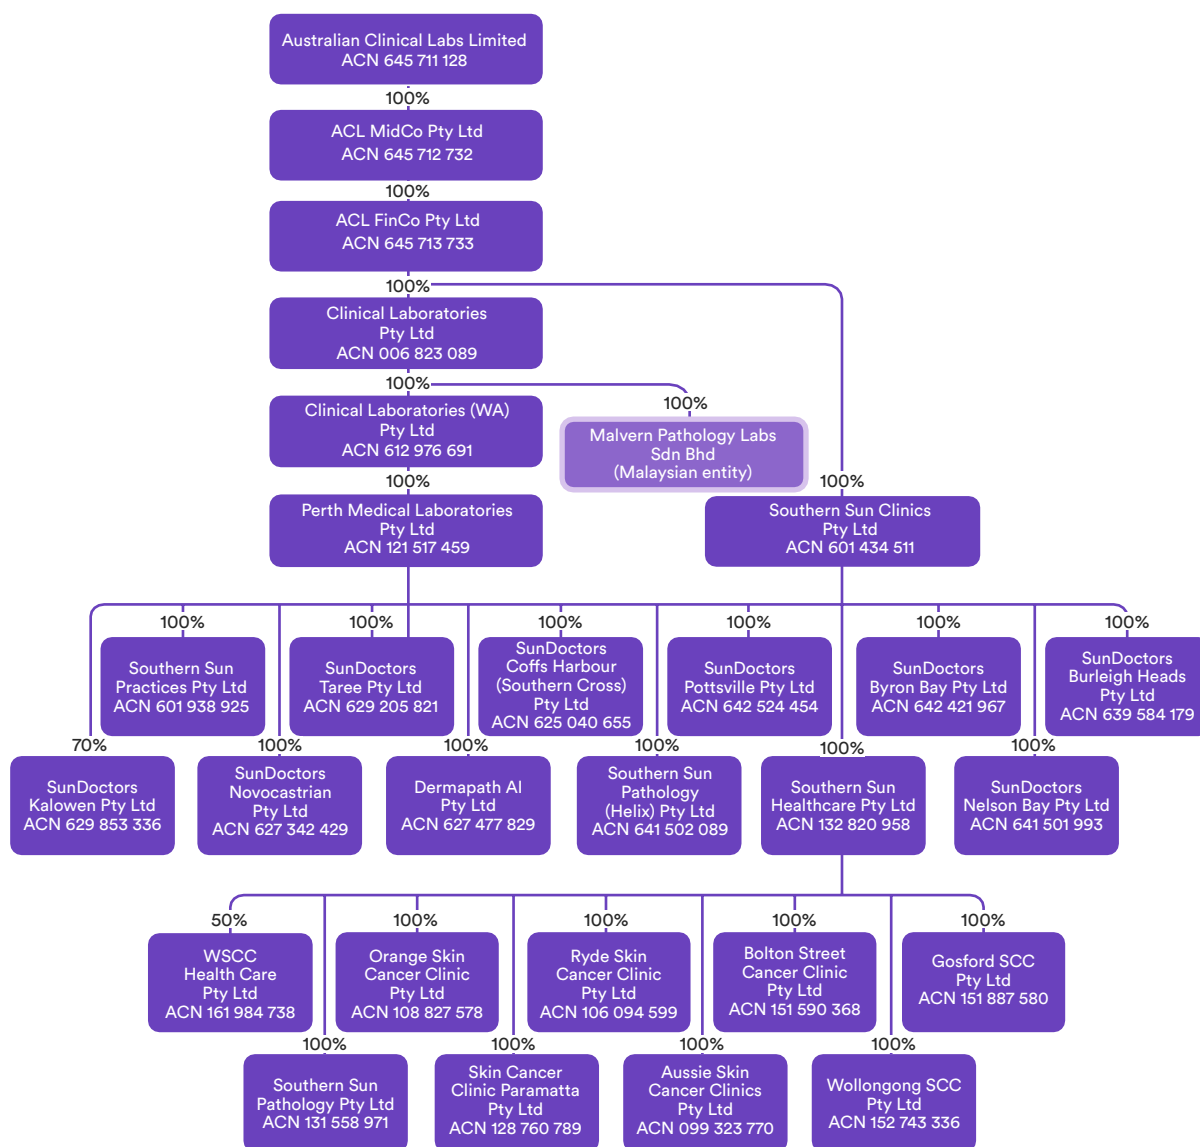 Australian Clinical Labs Limited
ACN 645 711 128
100%
ACL MidCo Pty Ltd
ACN 645 712 732
100%
ACL FinCo Pty Ltd
ACN 645 713 733
100%
Clinical Laboratories
Pty Ltd
ACN 006 823 089
100%
Clinical Laboratories (WA)
Pty Ltd
ACN 612 976 691
100%
Malvern Pathology Labs
Sdn Bhd
(Malaysian entity)
100%
Perth Medical Laboratories
Pty Ltd
ACN 121 517 459
100%
Southern Sun Clinics
Pty Ltd
ACN 601 434 511
100%
Southern Sun
Practices Pty Ltd
ACN 601 938 925
100%
SunDoctors
Taree Pty Ltd
ACN 629 205 821
100%
SunDoctors
Coffs Harbour
(Southern Cross)
Pty Ltd
ACN 625 040 655
100%
SunDoctors
Pottsville Pty Ltd
ACN 642 524 454
100%
SunDoctors
Byron Bay Pty Ltd
ACN 642 421 967
100%
SunDoctors
Burleigh Heads
Pty Ltd
ACN 639 584 179
70%
SunDoctors
Kalowen Pty Ltd
ACN 629 853 336
100%
SunDoctors
Novocastrian
Pty Ltd
ACN 627 342 429
100%
Dermapath AI
Pty Ltd
ACN 627 477 829
100%
Southern Sun
Pathology
(Helix) Pty Ltd
ACN 641 502 089
100%
Southern Sun
Healthcare Pty Ltd
ACN 132 820 958
100%
SunDoctors
Nelson Bay Pty Ltd
ACN 641 501 993
50%
WSCC
Health Care
Pty Ltd
ACN 161 984 738
100%
Orange Skin
Cancer Clinic
Pty Ltd
ACN 108 827 578
100%
Ryde Skin
Cancer Clinic
Pty Ltd
ACN 106 094 599
100%
Bolton Street
Cancer Clinic
Pty Ltd
ACN 151 590 368
100%
Gosford SCC
Pty Ltd
ACN 151 887 580
100%
Southern Sun
Pathology Pty Ltd
ACN 131 558 971
100%
Skin Cancer
Clinic Paramatta
Pty Ltd
ACN 128 760 789
100%
Aussie Skin
Cancer Clinics
Pty Ltd
ACN 099 323 770
100%
Wollongong SCC
Pty Ltd
ACN 152 743 336